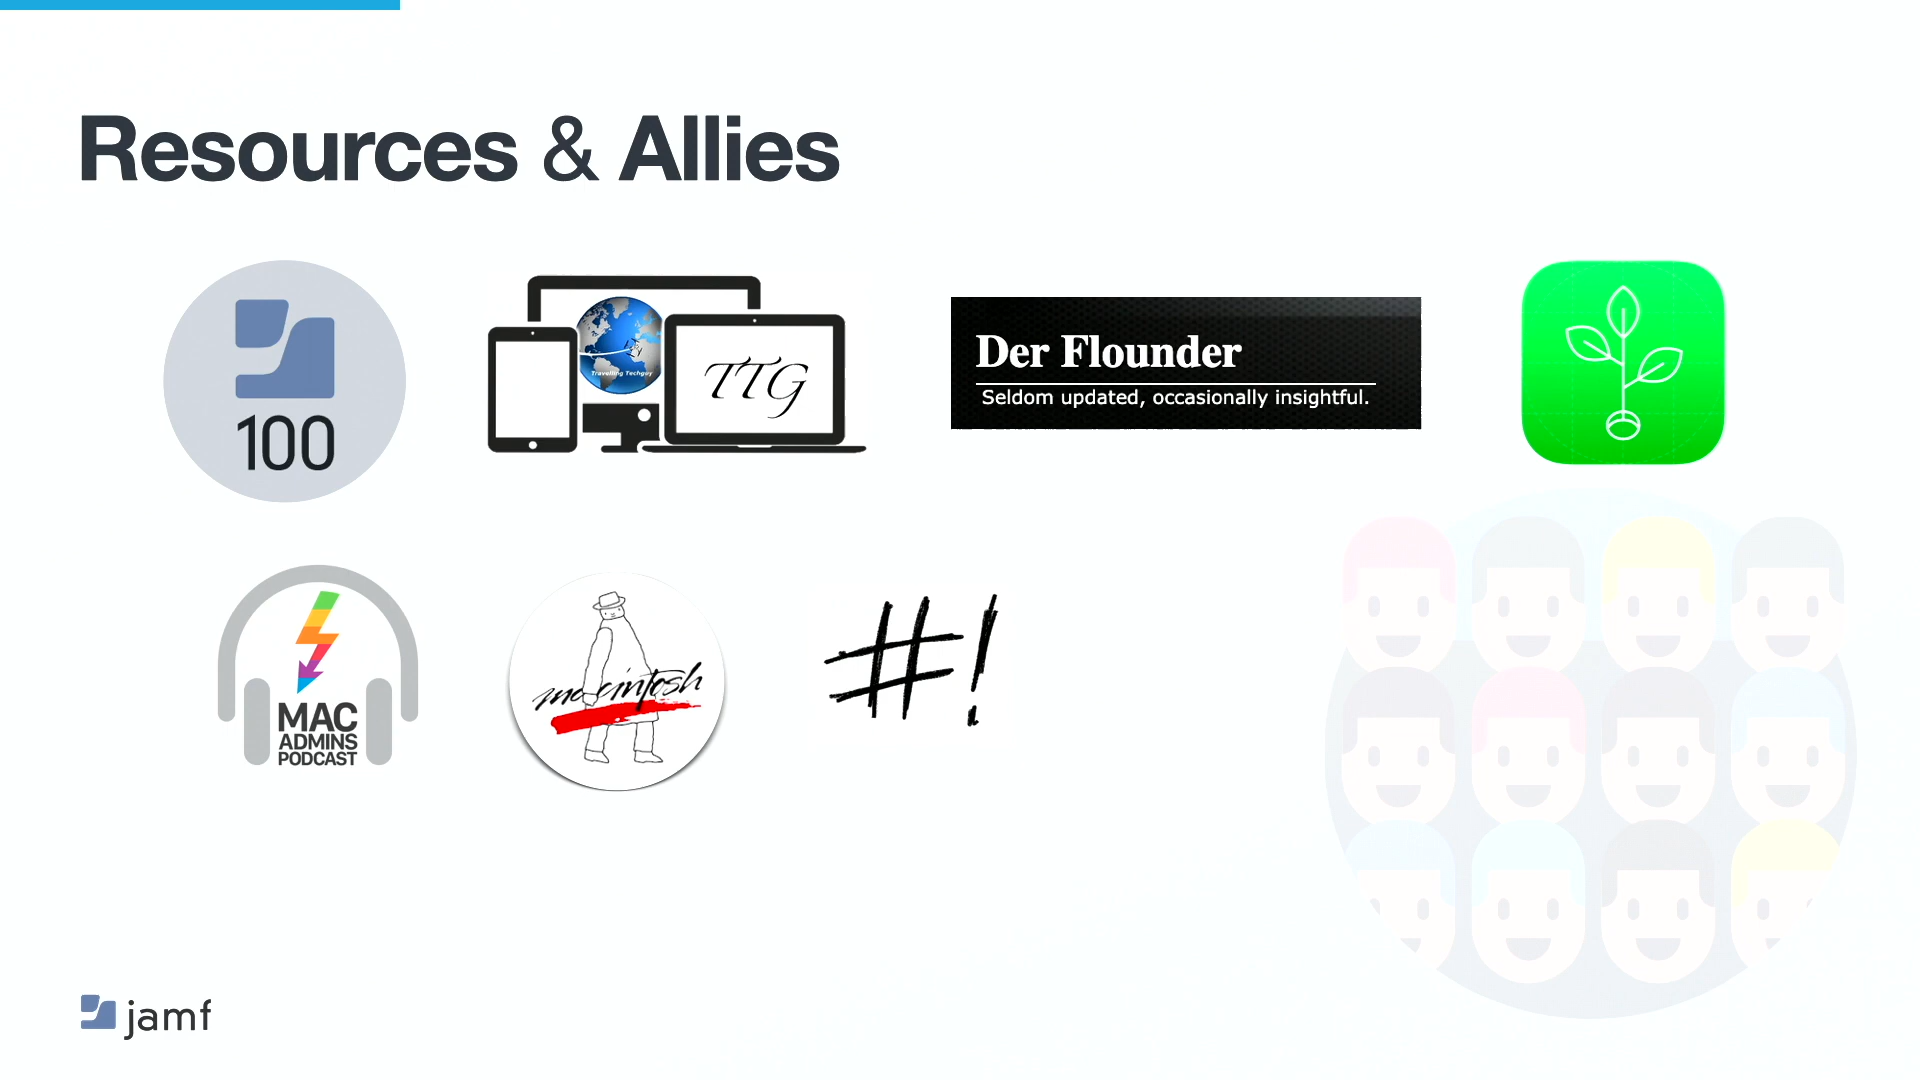 Resources & Allies
100
Travelling Techguy
TTG
Der Flounder
Seldom updated, occasionally insightful.
MAC
ADMINS
PODCAST
macintosh
#!
jamf